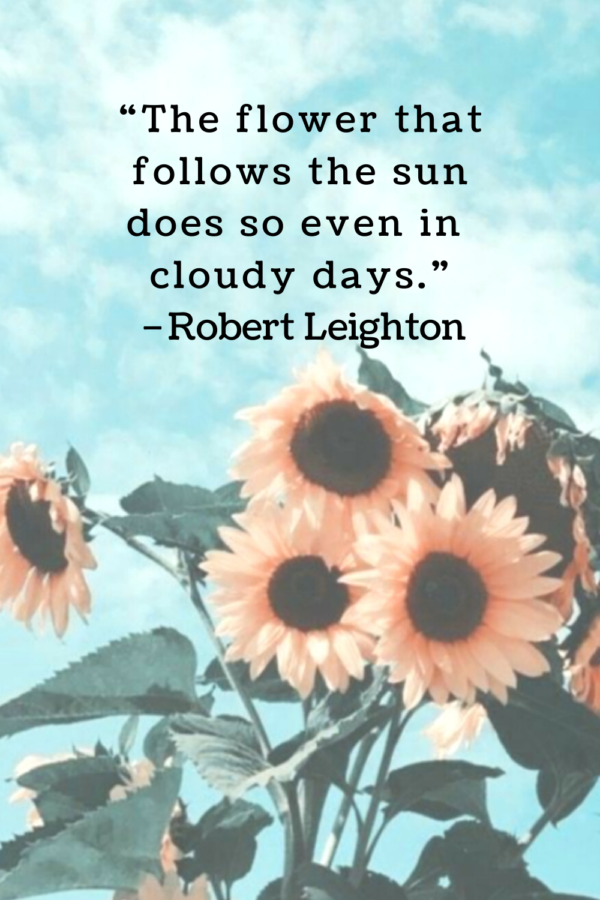 “The flower that
follows the sun
does so even in
cloudy days.”
–Robert Leighton